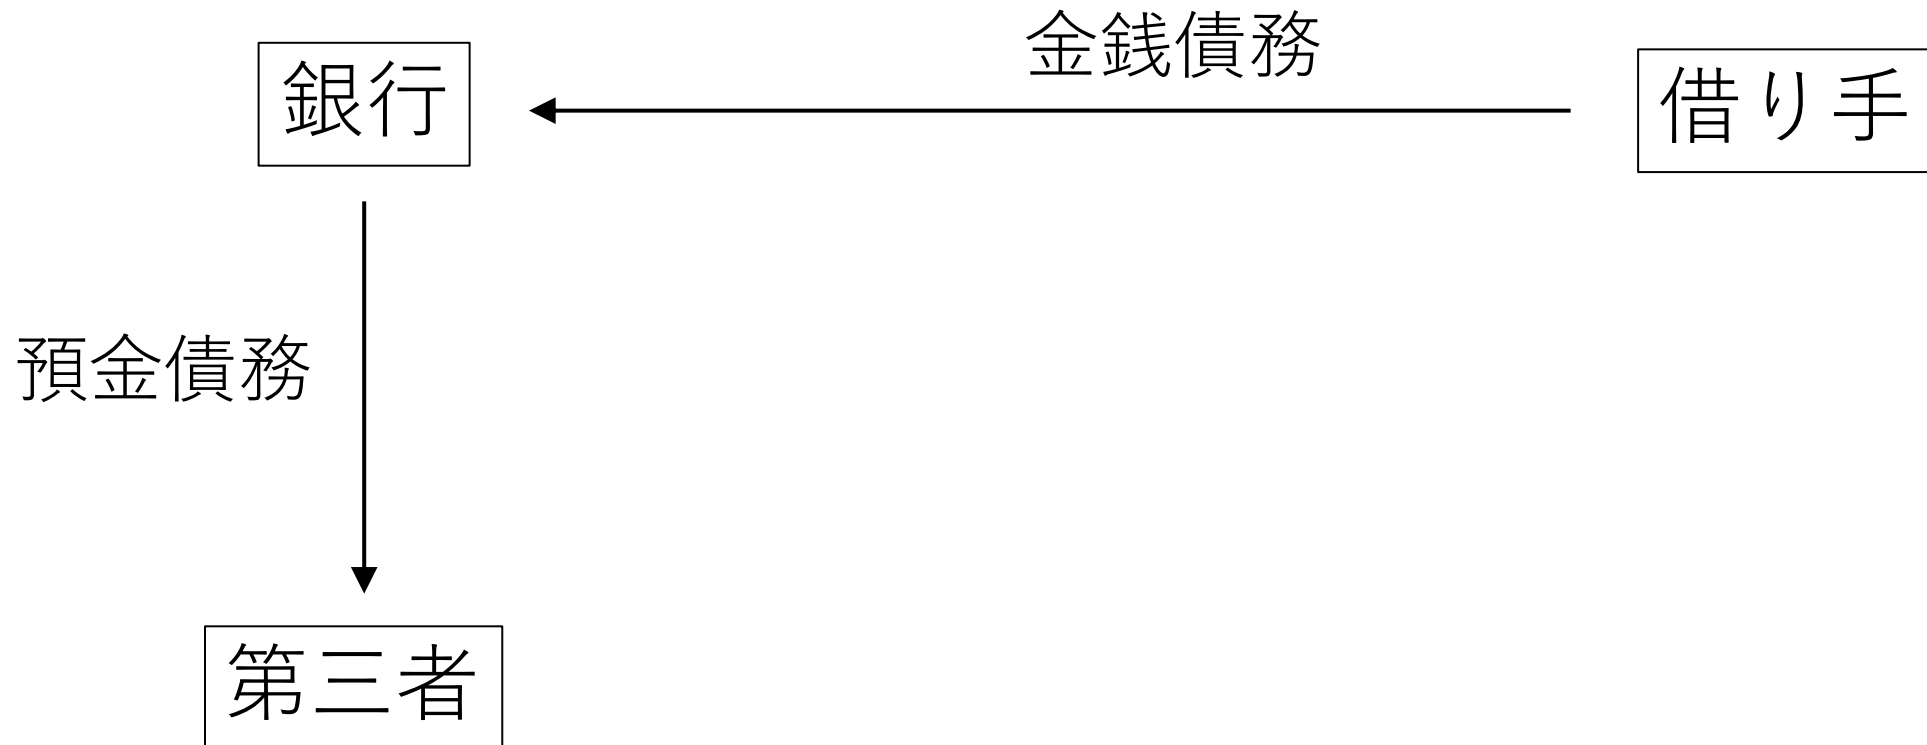 金銭債務
銀行
借り手
預金債務
第三者